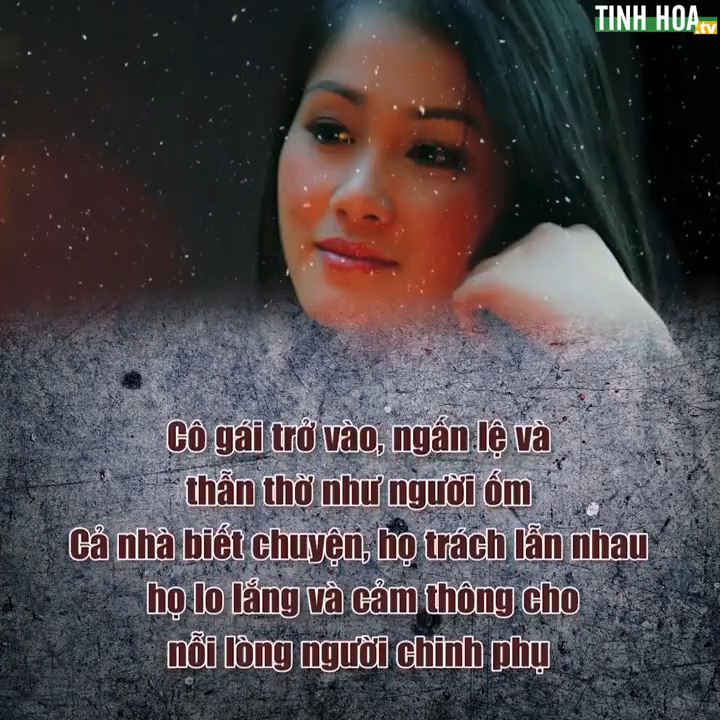 TINH HOA
.tv
Cô gái trở vào, ngấn lệ và
thẫn thờ như người ốm
Cả nhà biết chuyện, họ trách lẫn nhau
họ lo lắng và cảm thông cho
nỗi lòng người chinh phụ